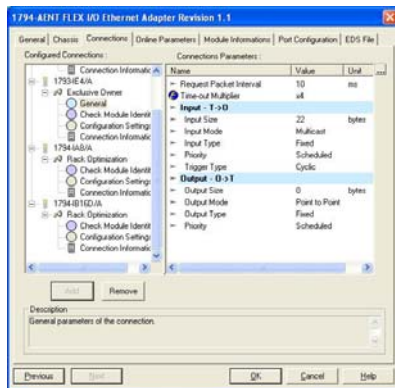 1794-AENT FLEX I/O Ethernet Adapter Revision 1.1
General Chassis Connections Online Parameters Module Informations Port Configuration EDS File
Configured Connections :
Connections Parameters :
Connection Informatic
1793-IE4/A
Exclusive Owner
General
Check Module Identit
Configuration Settings
Connection Informatic
1794-IA8/A
Rack Optimization
Check Module Identit
Configuration Settings
Connection Informatic
1794-IB16D/A
Rack Optimization
Check Module Identit
Configuration Settings
Connection Informatic
Name Value Unit ...
Request Packet Interval 10 ms
Time-out Multiplier x4
Input - T->O
Input Size 22 bytes
Input Mode Multicast
Input Type Fixed
Priority Scheduled
Trigger Type Cyclic
Output - O->T
Output Size 0 bytes
Output Mode Point to Point
Output Type Fixed
Priority Scheduled
Add Remove
Description
General parameters of the connection.
Previous Next OK Cancel Help